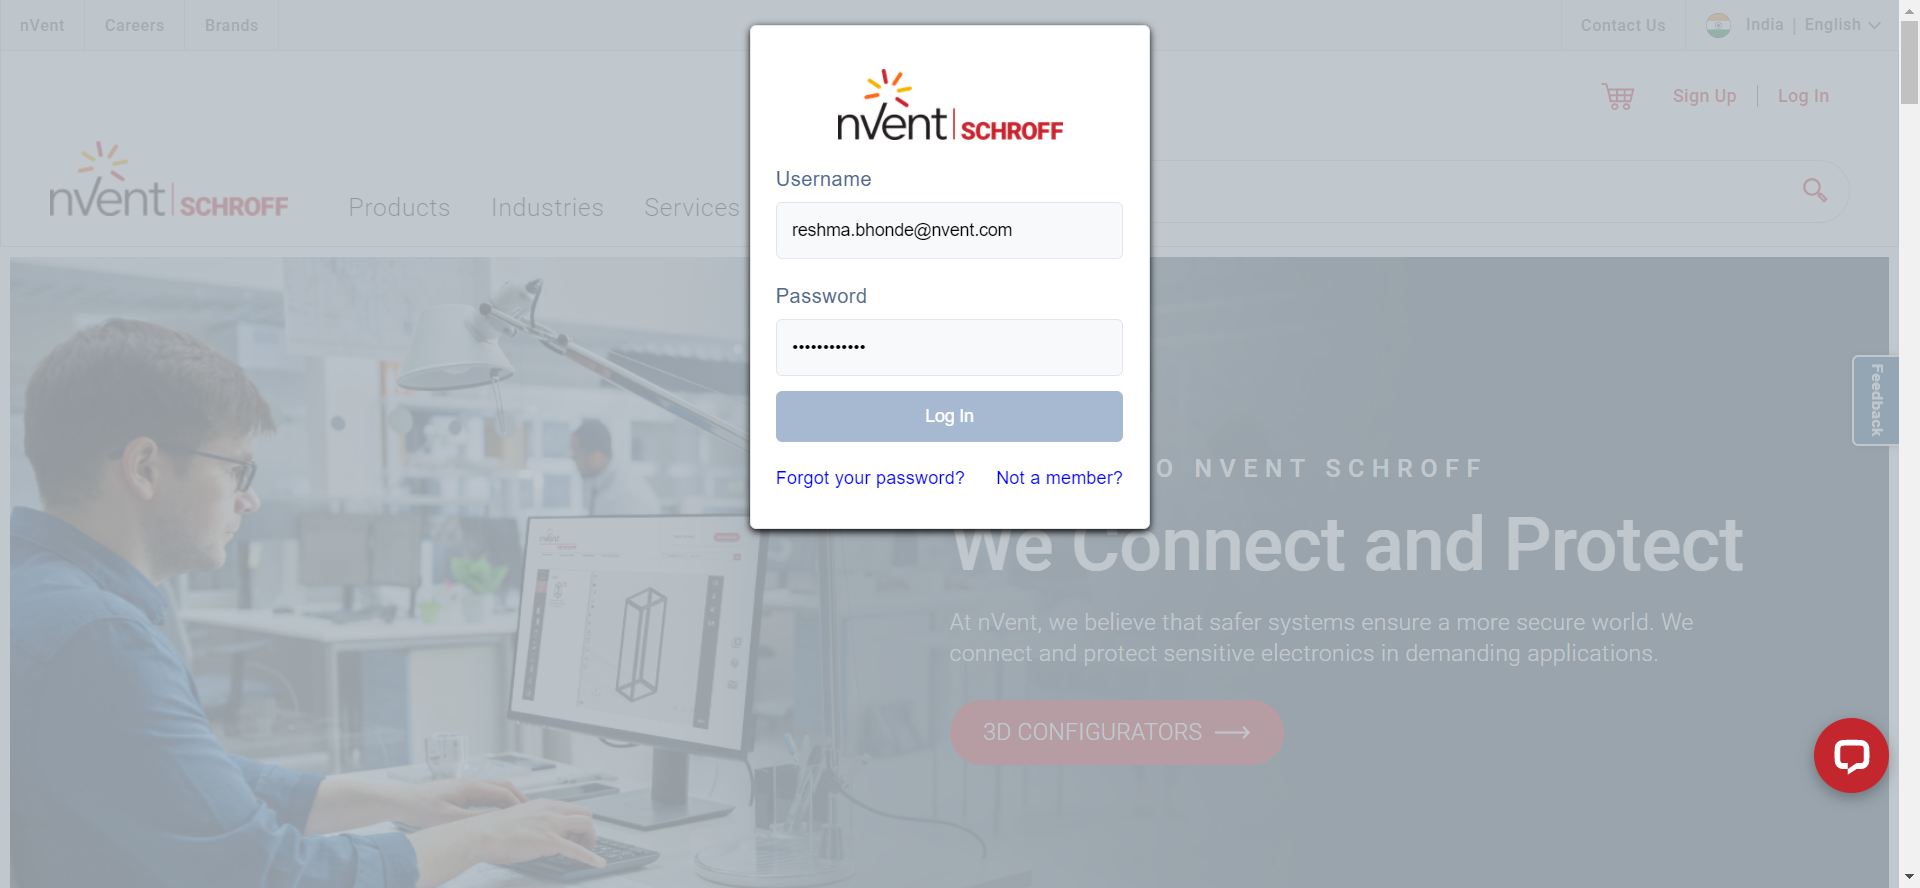 nVent
Careers
Brands
Contact Us
India | English
Sign Up
Log In
nVent SCHROFF
Products
Industries
Services
nVent SCHROFF
Username
reshma.bhonde@nvent.com
Password
••••••••••••
Log In
Forgot your password?
Not a member?
Feedback
O NVENT SCHROFF
We Connect and Protect
At nVent, we believe that safer systems ensure a more secure world. We
connect and protect sensitive electronics in demanding applications.
3D CONFIGURATORS